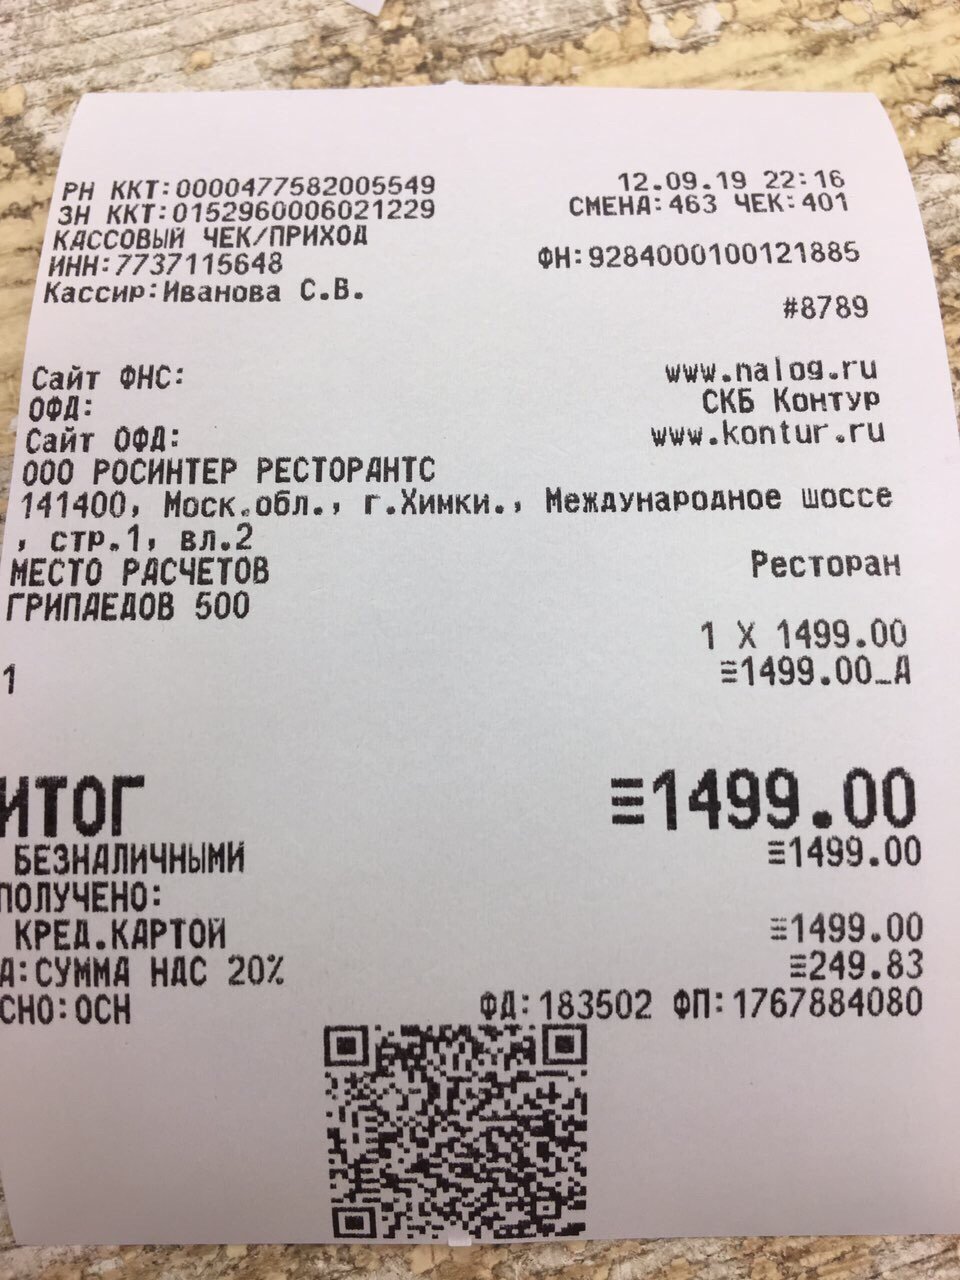 РН ККТ:0000477582005549 12.09.19 22:16
ЗН ККТ:01529600060​21229 СМЕНА:463 ЧЕК:401
КАССОВЫЙ ЧЕК/ПРИХОД
ИНН:7737115648 ФН:9284000100121885
Кассир:Иванова С.В.
#8789
Сайт ФНС: www.nalog.ru
ОФД: СКБ Контур
Сайт ОФД: www.kontur.ru
ООО РОСИНТЕР РЕСТОРАНТС
141400, Моск.обл., г.Химки., Международное шоссе
, стр.1, вл.2
МЕСТО РАСЧЕТОВ Ресторан
ГРИПАЕДОВ 500
1 X 1499.00
1 ≡1499.00_А
ИТОГ ≡1499.00
БЕЗНАЛИЧНЫМИ ≡1499.00
ПОЛУЧЕНО:
КРЕД.КАРТОЙ ≡1499.00
А:СУММА НДС 20% ≡249.83
СНО:ОСН ФД:183502 ФП:1767884080